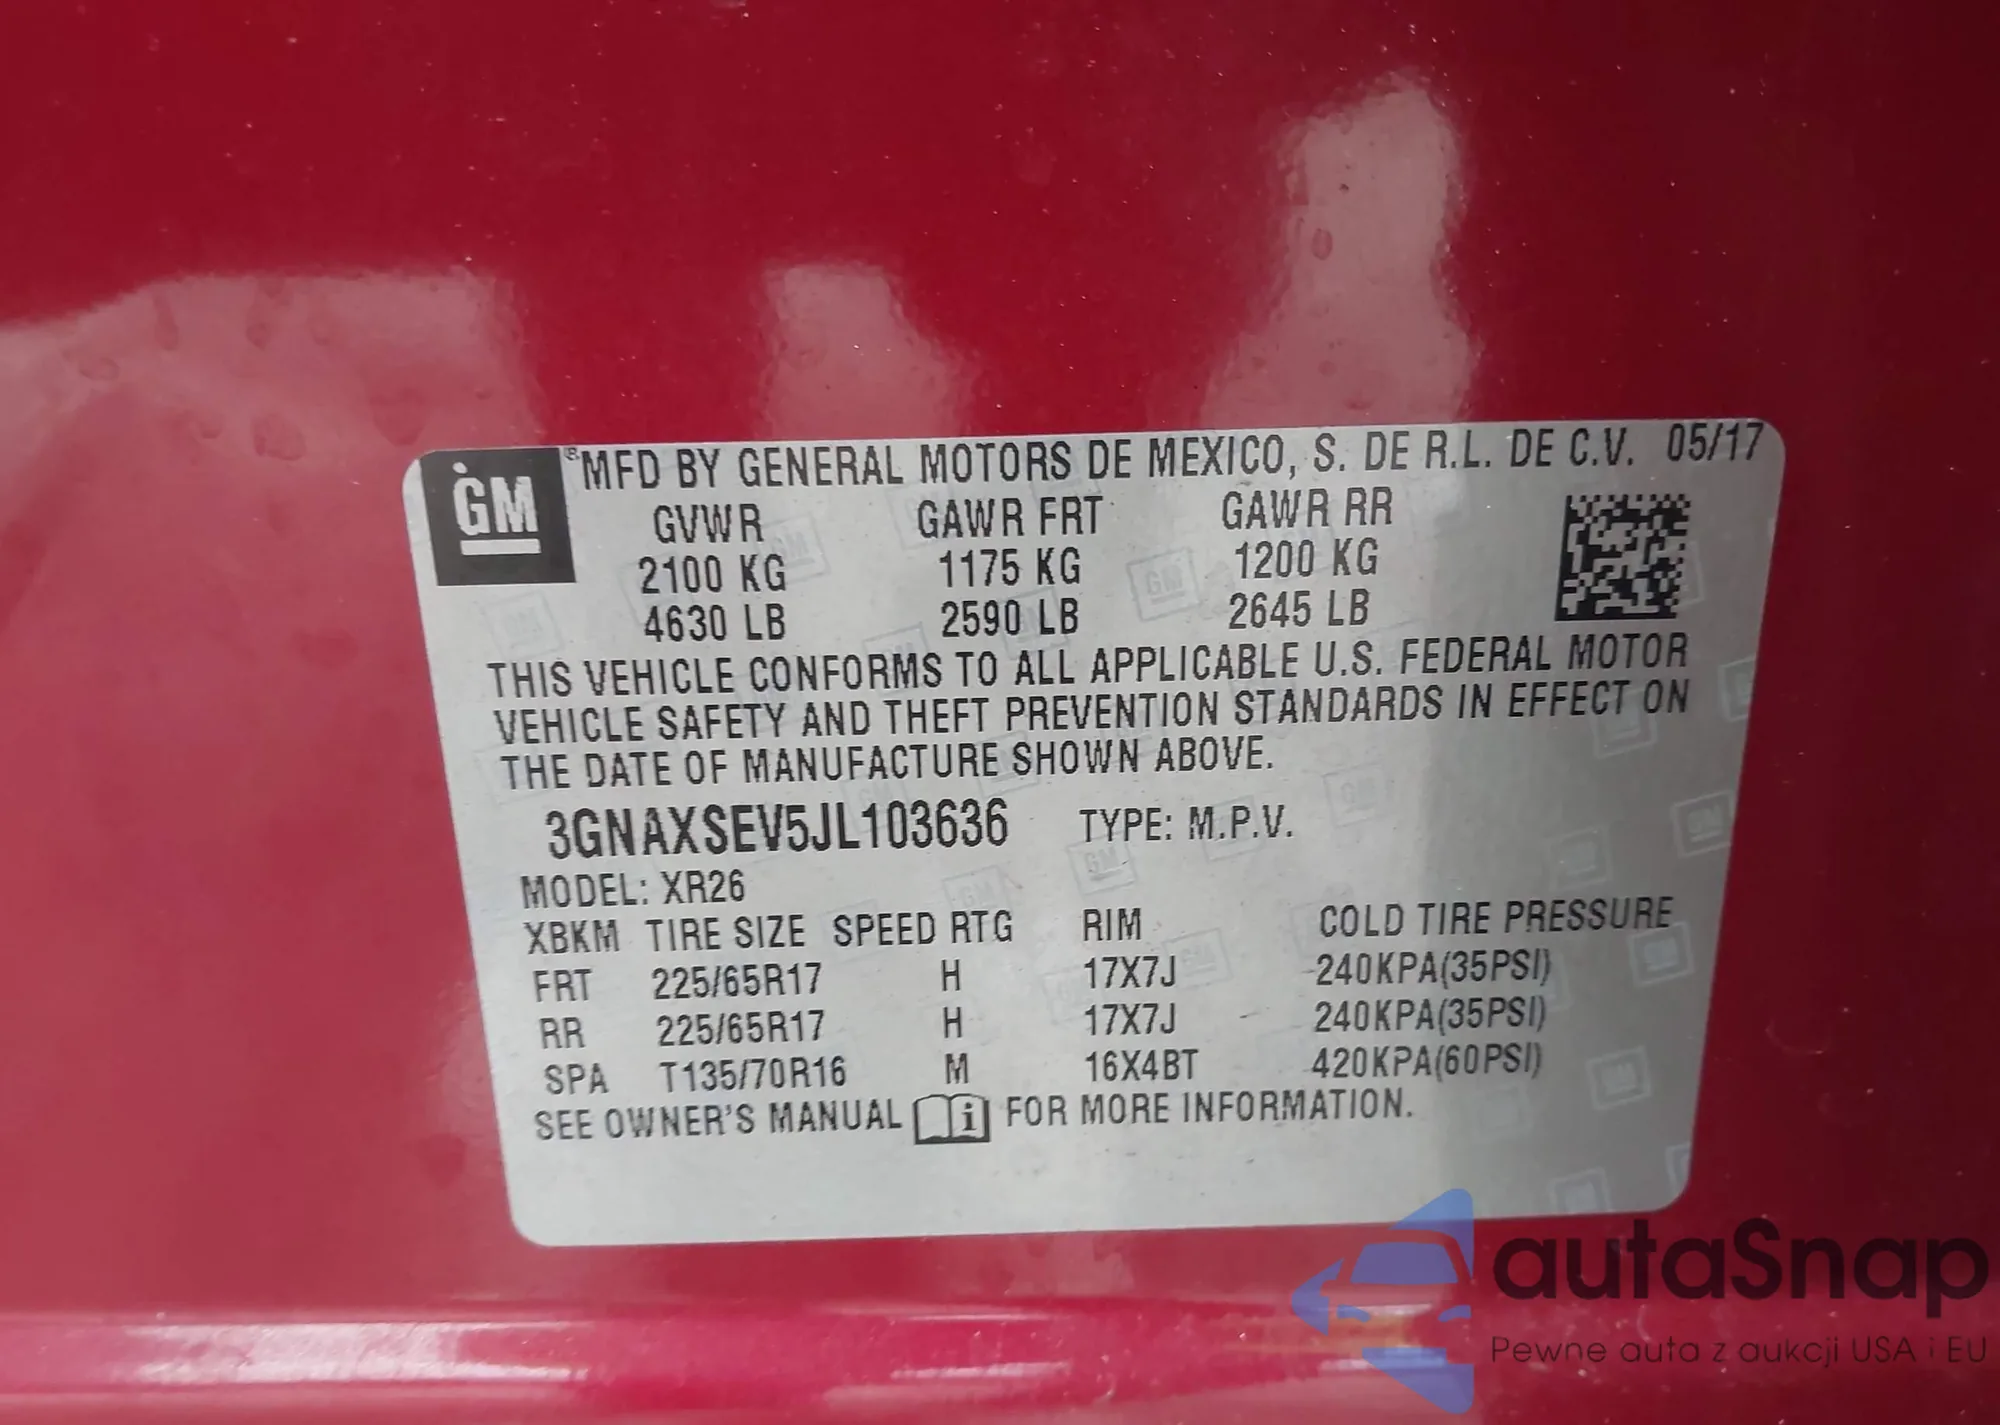 GM ® MFD BY GENERAL MOTORS DE MEXICO, S. DE R.L. DE C.V. 05/17
GVWR GAWR FRT GAWR RR
2100 KG 1175 KG 1200 KG
4630 LB 2590 LB 2645 LB
THIS VEHICLE CONFORMS TO ALL APPLICABLE U.S. FEDERAL MOTOR
VEHICLE SAFETY AND THEFT PREVENTION STANDARDS IN EFFECT ON
THE DATE OF MANUFACTURE SHOWN ABOVE.
3GNAXSEV5JL103636 TYPE: M.P.V.
MODEL: XR26
XBKM TIRE SIZE SPEED RTG RIM COLD TIRE PRESSURE
FRT 225/65R17 H 17X7J 240KPA(35PSI)
RR 225/65R17 H 17X7J 240KPA(35PSI)
SPA T135/70R16 M 16X4BT 420KPA(60PSI)
SEE OWNER'S MANUAL i FOR MORE INFORMATION.
autaSnap
Pewne auta z aukcji USA i EU